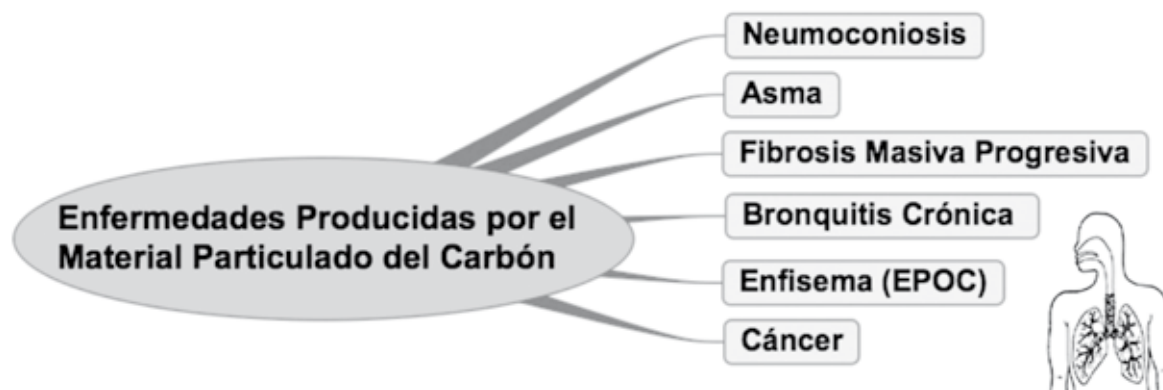 Neumoconiosis
Asma
Fibrosis Masiva Progresiva
Enfermedades Producidas por el
Material Particulado del Carbón
Bronquitis Crónica
Enfisema (EPOC)
Cáncer